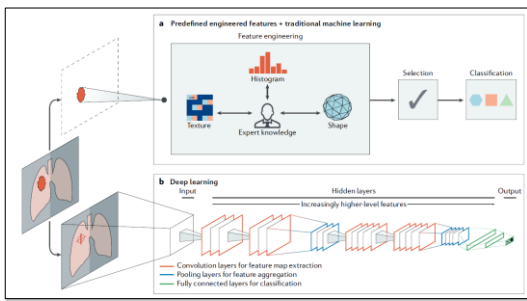 a Predefined engineered features + traditional machine learning
Feature engineering
Histogram
Selection
Classification
Texture
Expert knowledge
Shape
b Deep learning
Input
Hidden layers
Output
Increasingly higher-level features
Convolution layers for feature map extraction
Pooling layers for feature aggregation
Fully connected layers for classification